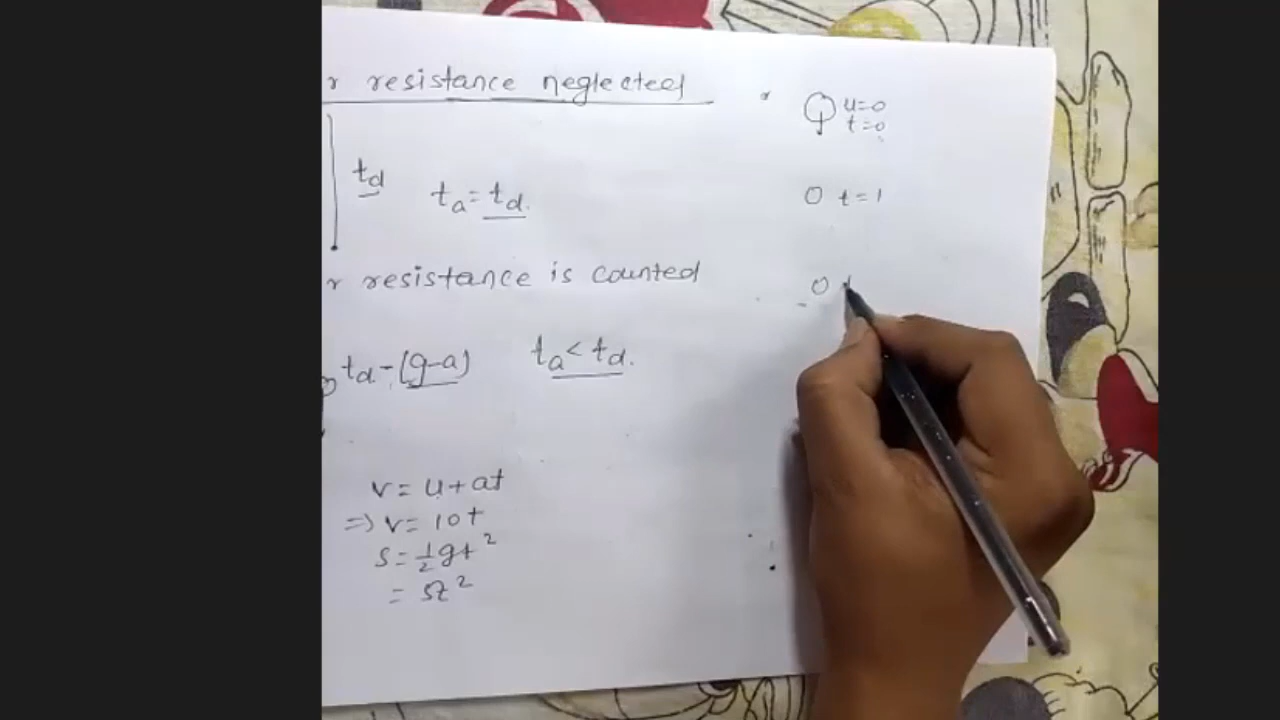 r resistance neglected
td
ta = td.
r resistance is counted
td - (g-a)
ta < td.
v = u + at
=> v = 10t
s = 1/2 gt²
= 5t²
u=0
t=0
t=1